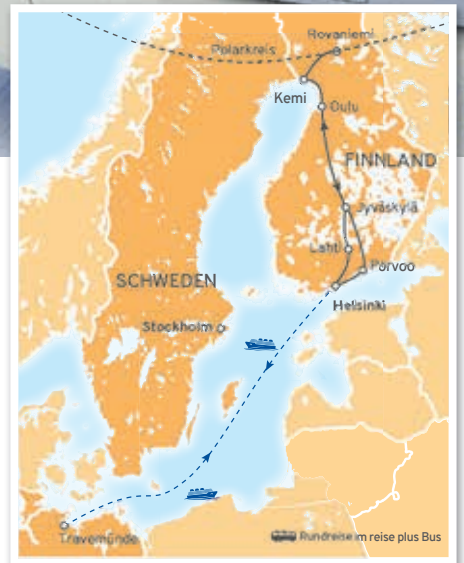 Rovaniemi
Polarkreis
Kemi
Oulu
FINNLAND
Jyväskylä
Lahti
Porvoo
SCHWEDEN
Helsinki
Stockholm
Travemünde
Rundreise im reise plus Bus